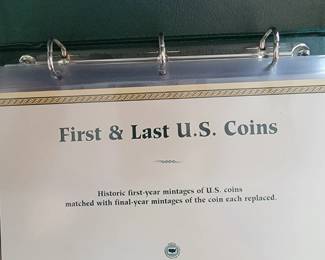 First & Last U.S. Coins
Historic first-year mintages of U.S. coins
matched with final-year mintages of the coin each replaced.